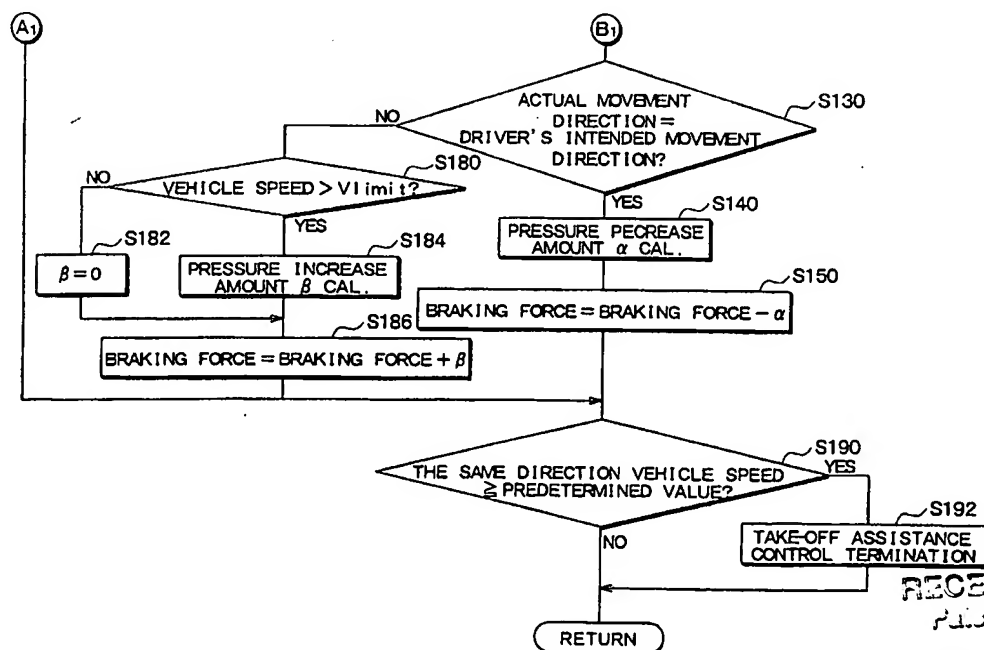 A1
B1
ACTUAL MOVEMENT
DIRECTION=
DRIVER'S INTENDED MOVEMENT
DIRECTION?
S130
NO
YES
VEHICLE SPEED>Vlimit?
S180
NO
YES
S140
PRESSURE PECREASE
AMOUNT α CAL.
S182
β=0
S184
PRESSURE INCREASE
AMOUNT β CAL.
S150
BRAKING FORCE=BRAKING FORCE-α
S186
BRAKING FORCE=BRAKING FORCE+β
S190
THE SAME DIRECTION VEHICLE SPEED
≧PREDETERMINED VALUE?
YES
NO
S192
TAKE-OFF ASSISTANCE
CONTROL TERMINATION
RETURN